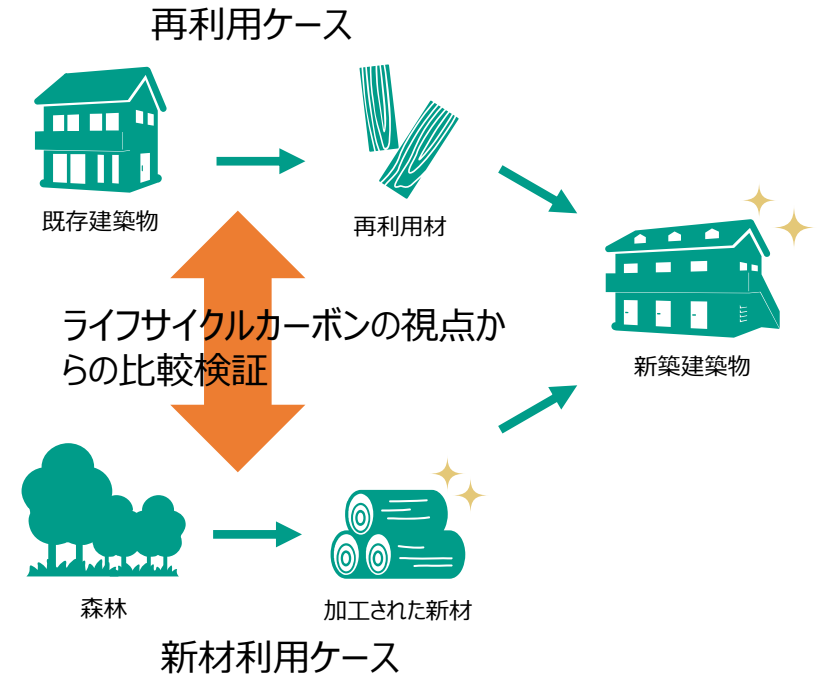 再利用ケース
既存建築物
再利用材
ライフサイクルカーボンの視点か
らの比較検証
新築建築物
森林
加工された新材
新材利用ケース